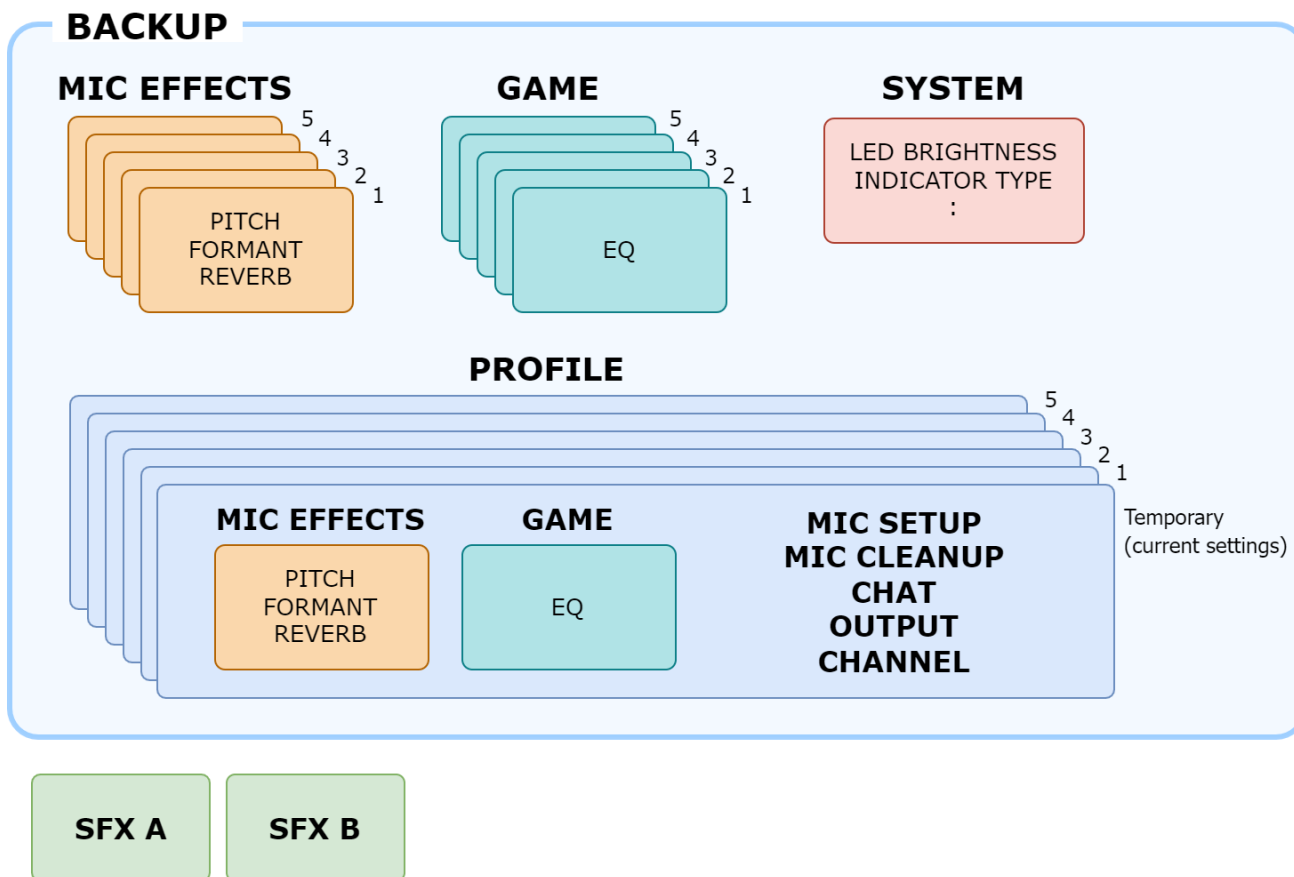 BACKUP
MIC EFFECTS
5
4
3
2
1
PITCH
FORMANT
REVERB
GAME
5
4
3
2
1
EQ
SYSTEM
LED BRIGHTNESS
INDICATOR TYPE
:
PROFILE
5
4
3
2
1
Temporary
(current settings)
MIC EFFECTS
PITCH
FORMANT
REVERB
GAME
EQ
MIC SETUP
MIC CLEANUP
CHAT
OUTPUT
CHANNEL
SFX A
SFX B